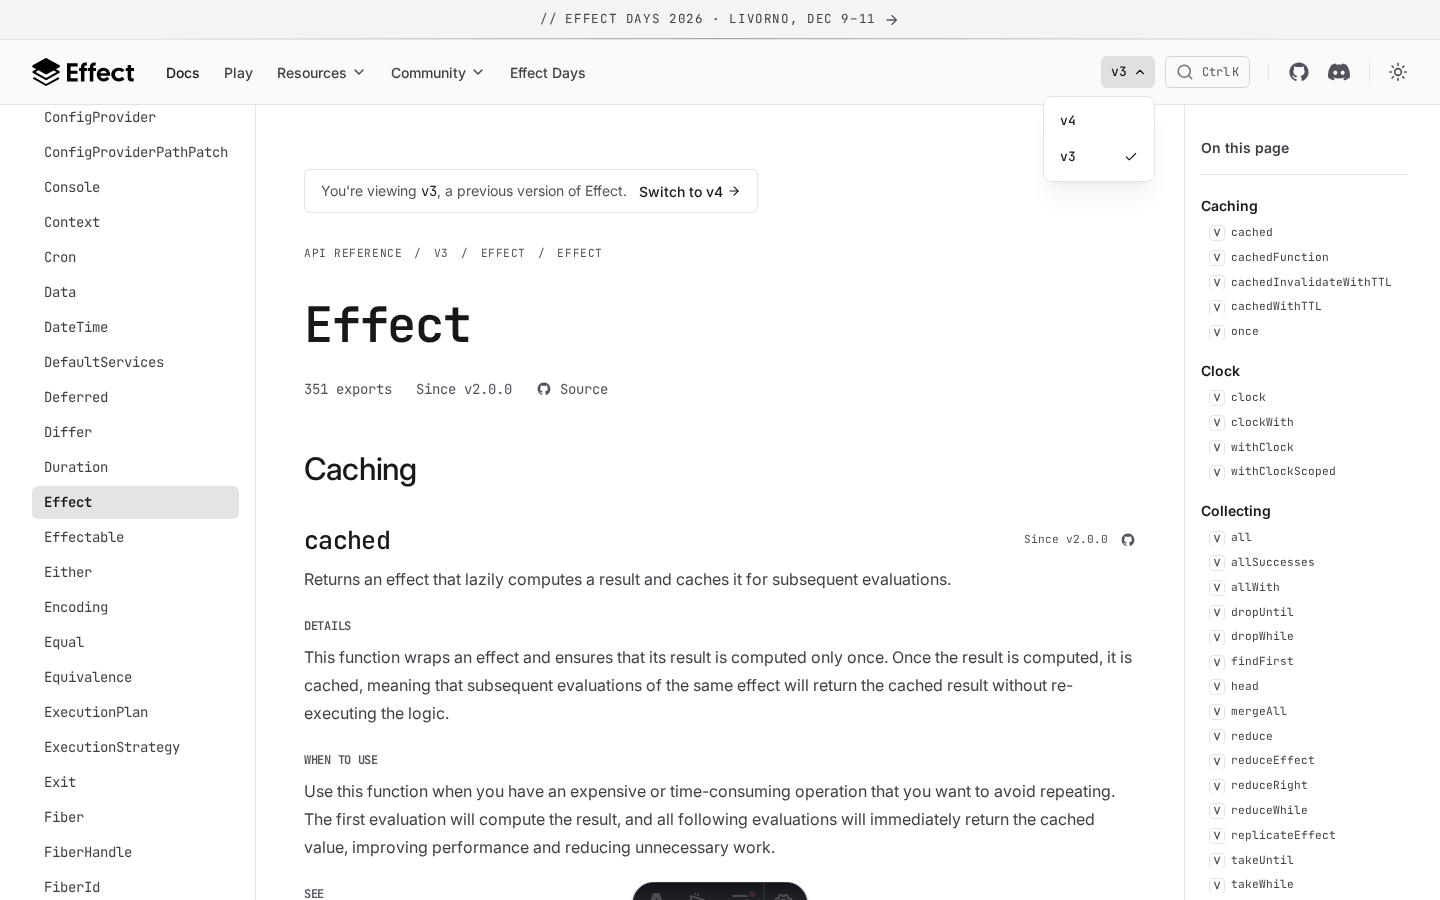 // EFFECT DAYS 2026 · LIVORNO, DEC 9–11 →
Effect
Docs
Play
Resources
Community
Effect Days
v3
Ctrl K
v4
v3
ConfigProvider
ConfigProviderPathPatch
Console
Context
Cron
Data
DateTime
DefaultServices
Deferred
Differ
Duration
Effect
Effectable
Either
Encoding
Equal
Equivalence
ExecutionPlan
ExecutionStrategy
Exit
Fiber
FiberHandle
FiberId
You're viewing v3, a previous version of Effect. Switch to v4 →
API REFERENCE / V3 / EFFECT / EFFECT
Effect
351 exports Since v2.0.0 Source
Caching
cached
Since v2.0.0
Returns an effect that lazily computes a result and caches it for subsequent evaluations.
DETAILS
This function wraps an effect and ensures that its result is computed only once. Once the result is computed, it is
cached, meaning that subsequent evaluations of the same effect will return the cached result without re-
executing the logic.
WHEN TO USE
Use this function when you have an expensive or time-consuming operation that you want to avoid repeating.
The first evaluation will compute the result, and all following evaluations will immediately return the cached
value, improving performance and reducing unnecessary work.
SEE
On this page
Caching
V cached
V cachedFunction
V cachedInvalidateWithTTL
V cachedWithTTL
V once
Clock
V clock
V clockWith
V withClock
V withClockScoped
Collecting
V all
V allSuccesses
V allWith
V dropUntil
V dropWhile
V findFirst
V head
V mergeAll
V reduce
V reduceEffect
V reduceRight
V reduceWhile
V replicateEffect
V takeUntil
V takeWhile